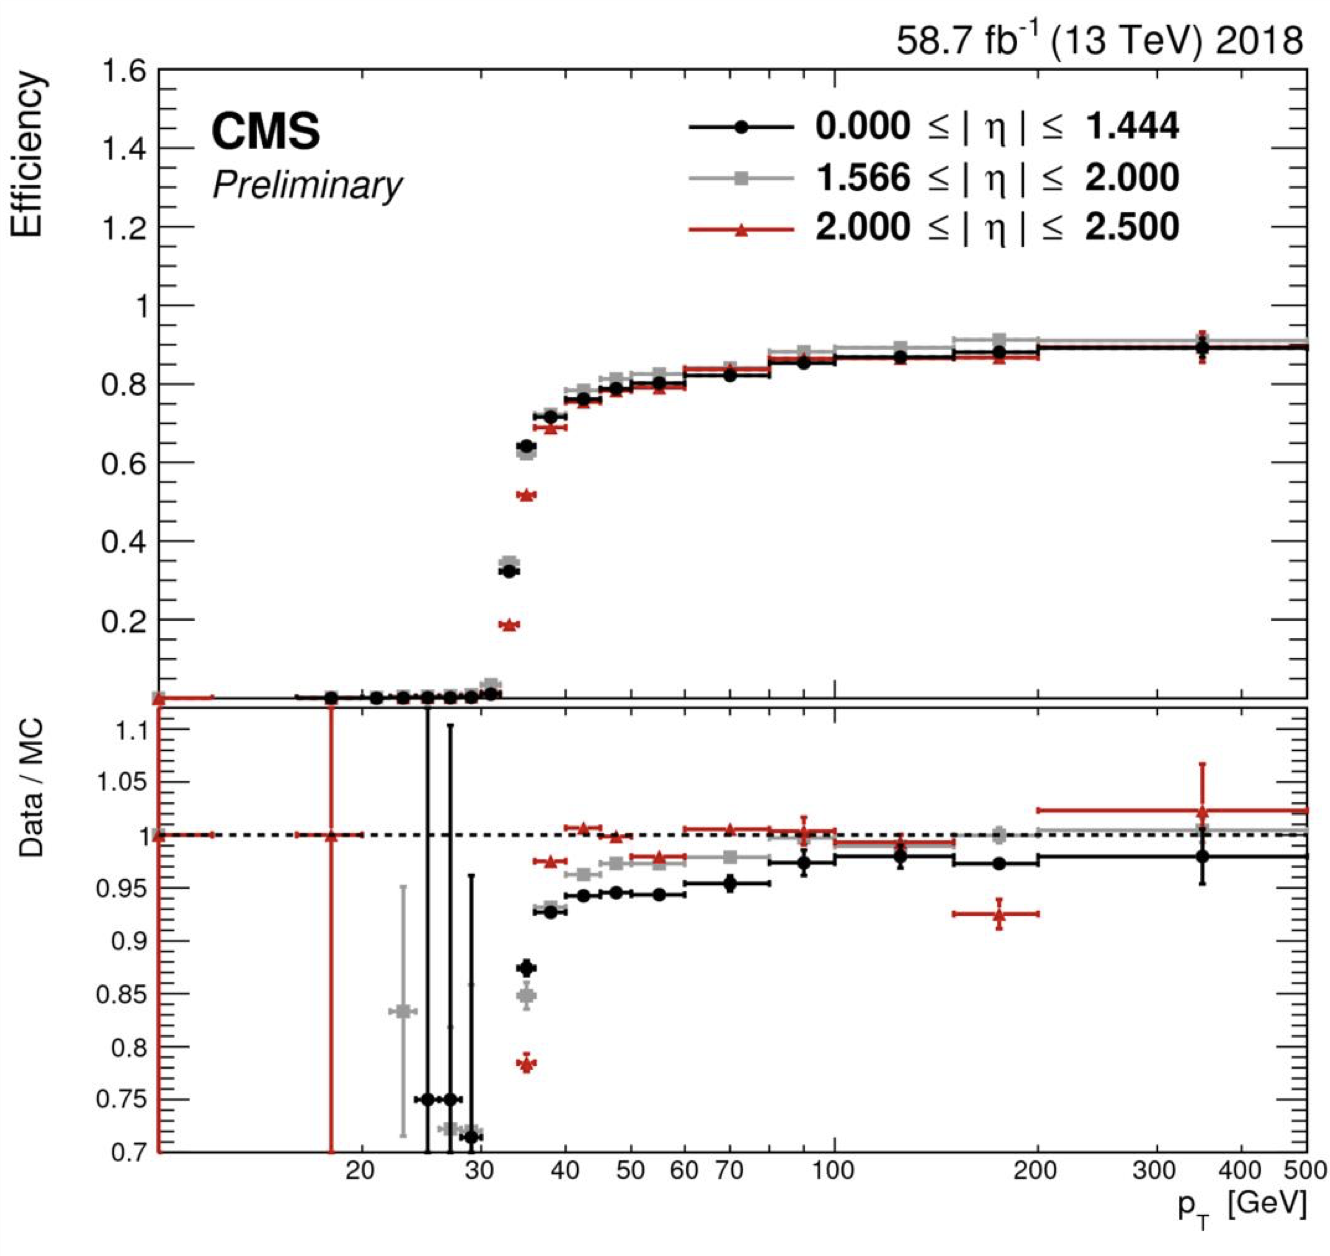 58.7 fb⁻¹ (13 TeV) 2018
Efficiency
1.6
1.4
1.2
1
0.8
0.6
0.4
0.2
CMS
Preliminary
0.000 ≤ | η | ≤ 1.444
1.566 ≤ | η | ≤ 2.000
2.000 ≤ | η | ≤ 2.500
Data / MC
1.1
1.05
1
0.95
0.9
0.85
0.8
0.75
0.7
20 30 40 50 60 70 100 200 300 400 500
p_T [GeV]